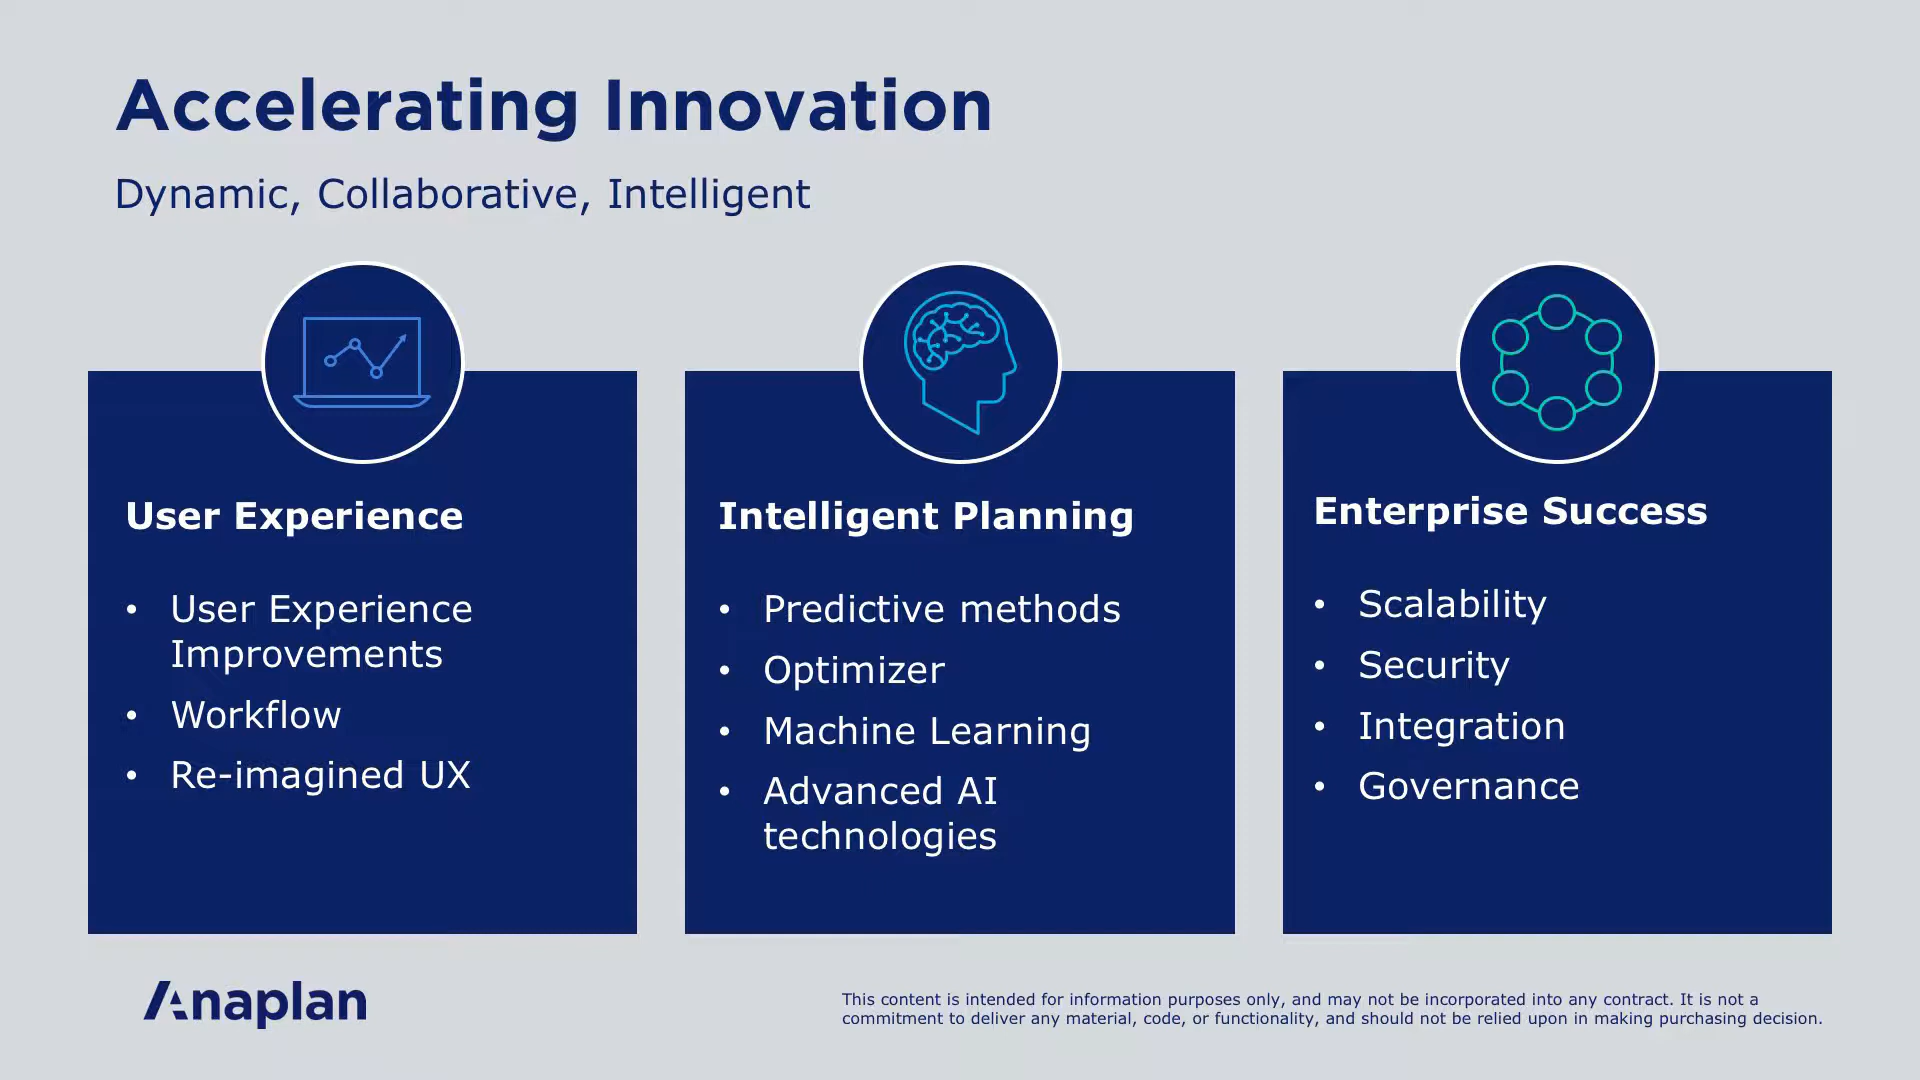 Accelerating Innovation
Dynamic, Collaborative, Intelligent
User Experience
• User Experience
Improvements
• Workflow
• Re-imagined UX
Intelligent Planning
• Predictive methods
• Optimizer
• Machine Learning
• Advanced AI
technologies
Enterprise Success
• Scalability
• Security
• Integration
• Governance
Anaplan
This content is intended for information purposes only, and may not be incorporated into any contract. It is not a
commitment to deliver any material, code, or functionality, and should not be relied upon in making purchasing decision.